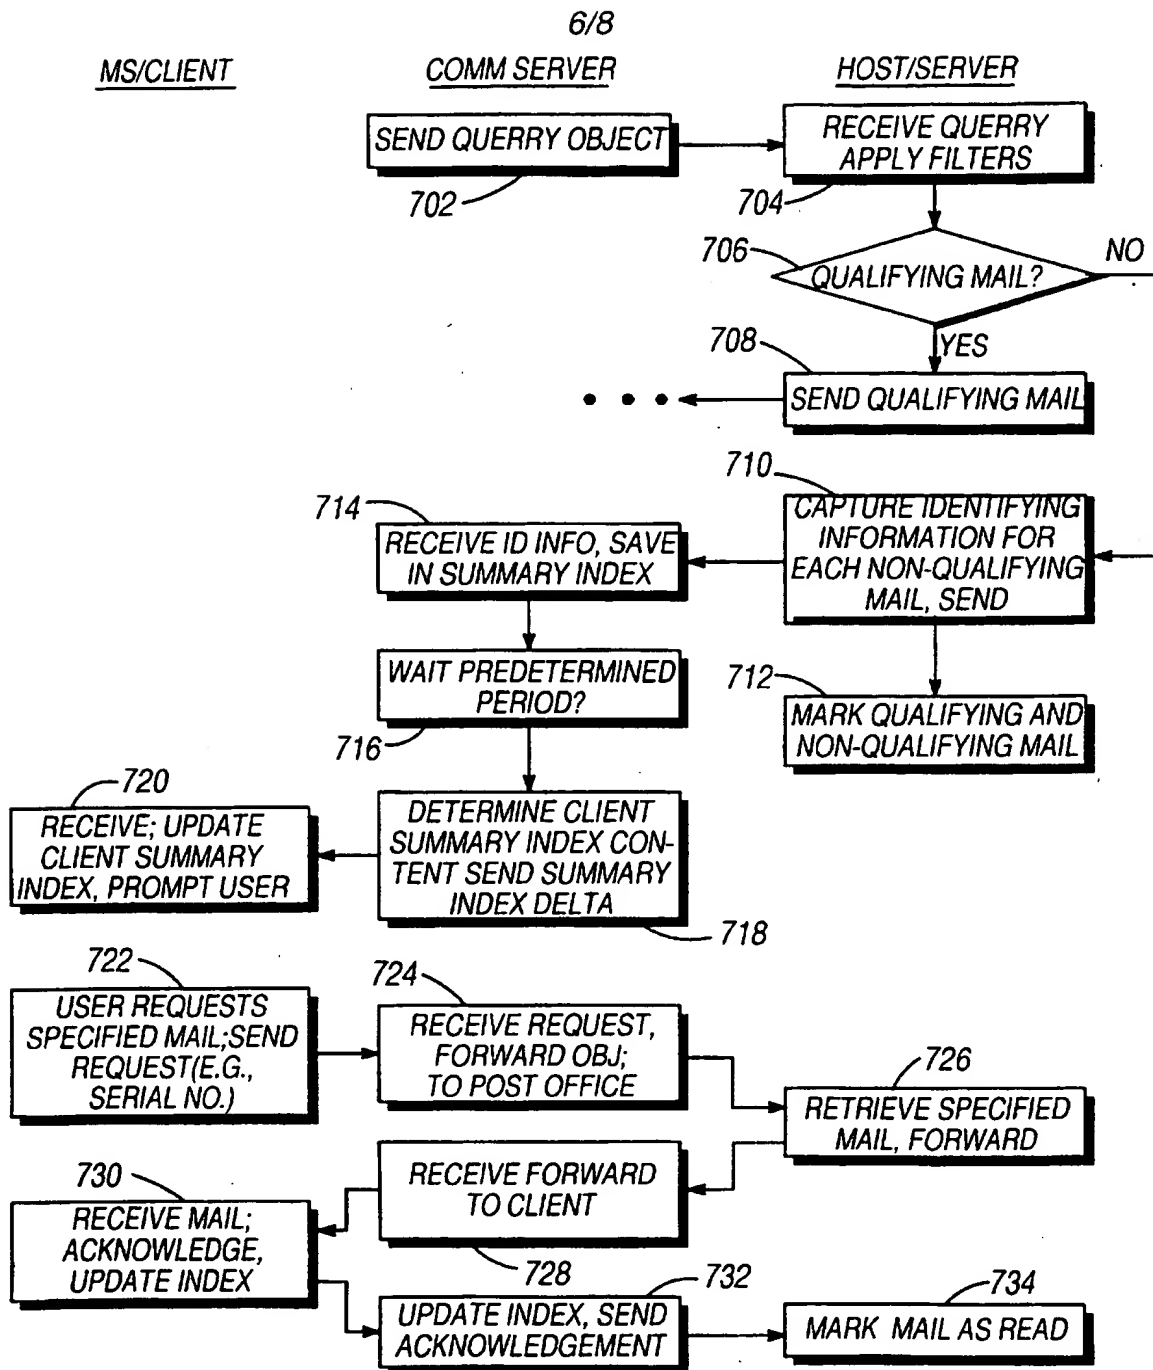 6/8
MS/CLIENT
COMM SERVER
HOST/SERVER
SEND QUERRY OBJECT
702
RECEIVE QUERRY
APPLY FILTERS
704
706
QUALIFYING MAIL?
NO
YES
708
SEND QUALIFYING MAIL
710
CAPTURE IDENTIFYING
INFORMATION FOR
EACH NON-QUALIFYING
MAIL, SEND
714
RECEIVE ID INFO, SAVE
IN SUMMARY INDEX
WAIT PREDETERMINED
PERIOD?
716
712
MARK QUALIFYING AND
NON-QUALIFYING MAIL
720
RECEIVE; UPDATE
CLIENT SUMMARY
INDEX, PROMPT USER
DETERMINE CLIENT
SUMMARY INDEX CON-
TENT SEND SUMMARY
INDEX DELTA
718
722
USER REQUESTS
SPECIFIED MAIL;SEND
REQUEST(E.G.,
SERIAL NO.)
724
RECEIVE REQUEST,
FORWARD OBJ;
TO POST OFFICE
726
RETRIEVE SPECIFIED
MAIL, FORWARD
RECEIVE FORWARD
TO CLIENT
728
730
RECEIVE MAIL;
ACKNOWLEDGE,
UPDATE INDEX
732
UPDATE INDEX, SEND
ACKNOWLEDGEMENT
734
MARK MAIL AS READ